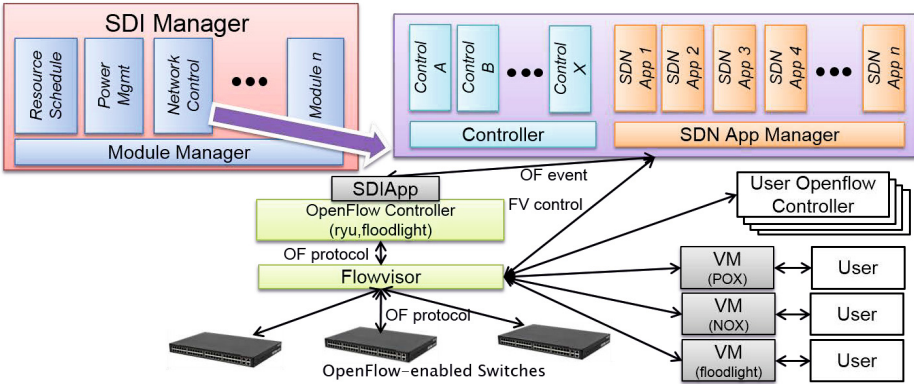 SDI Manager
Resource
Schedule
Power
Mgmt
Network
Control
Module n
Module Manager
Control
A
Control
B
Control
X
Controller
SDN
App 1
SDN
App 2
SDN
App 3
SDN
App 4
SDN
App n
SDN App Manager
SDIApp
OpenFlow Controller
(ryu,floodlight)
OF event
FV control
OF protocol
Flowvisor
OF protocol
OpenFlow-enabled Switches
User Openflow
Controller
VM
(POX)
User
VM
(NOX)
User
VM
(floodlight)
User